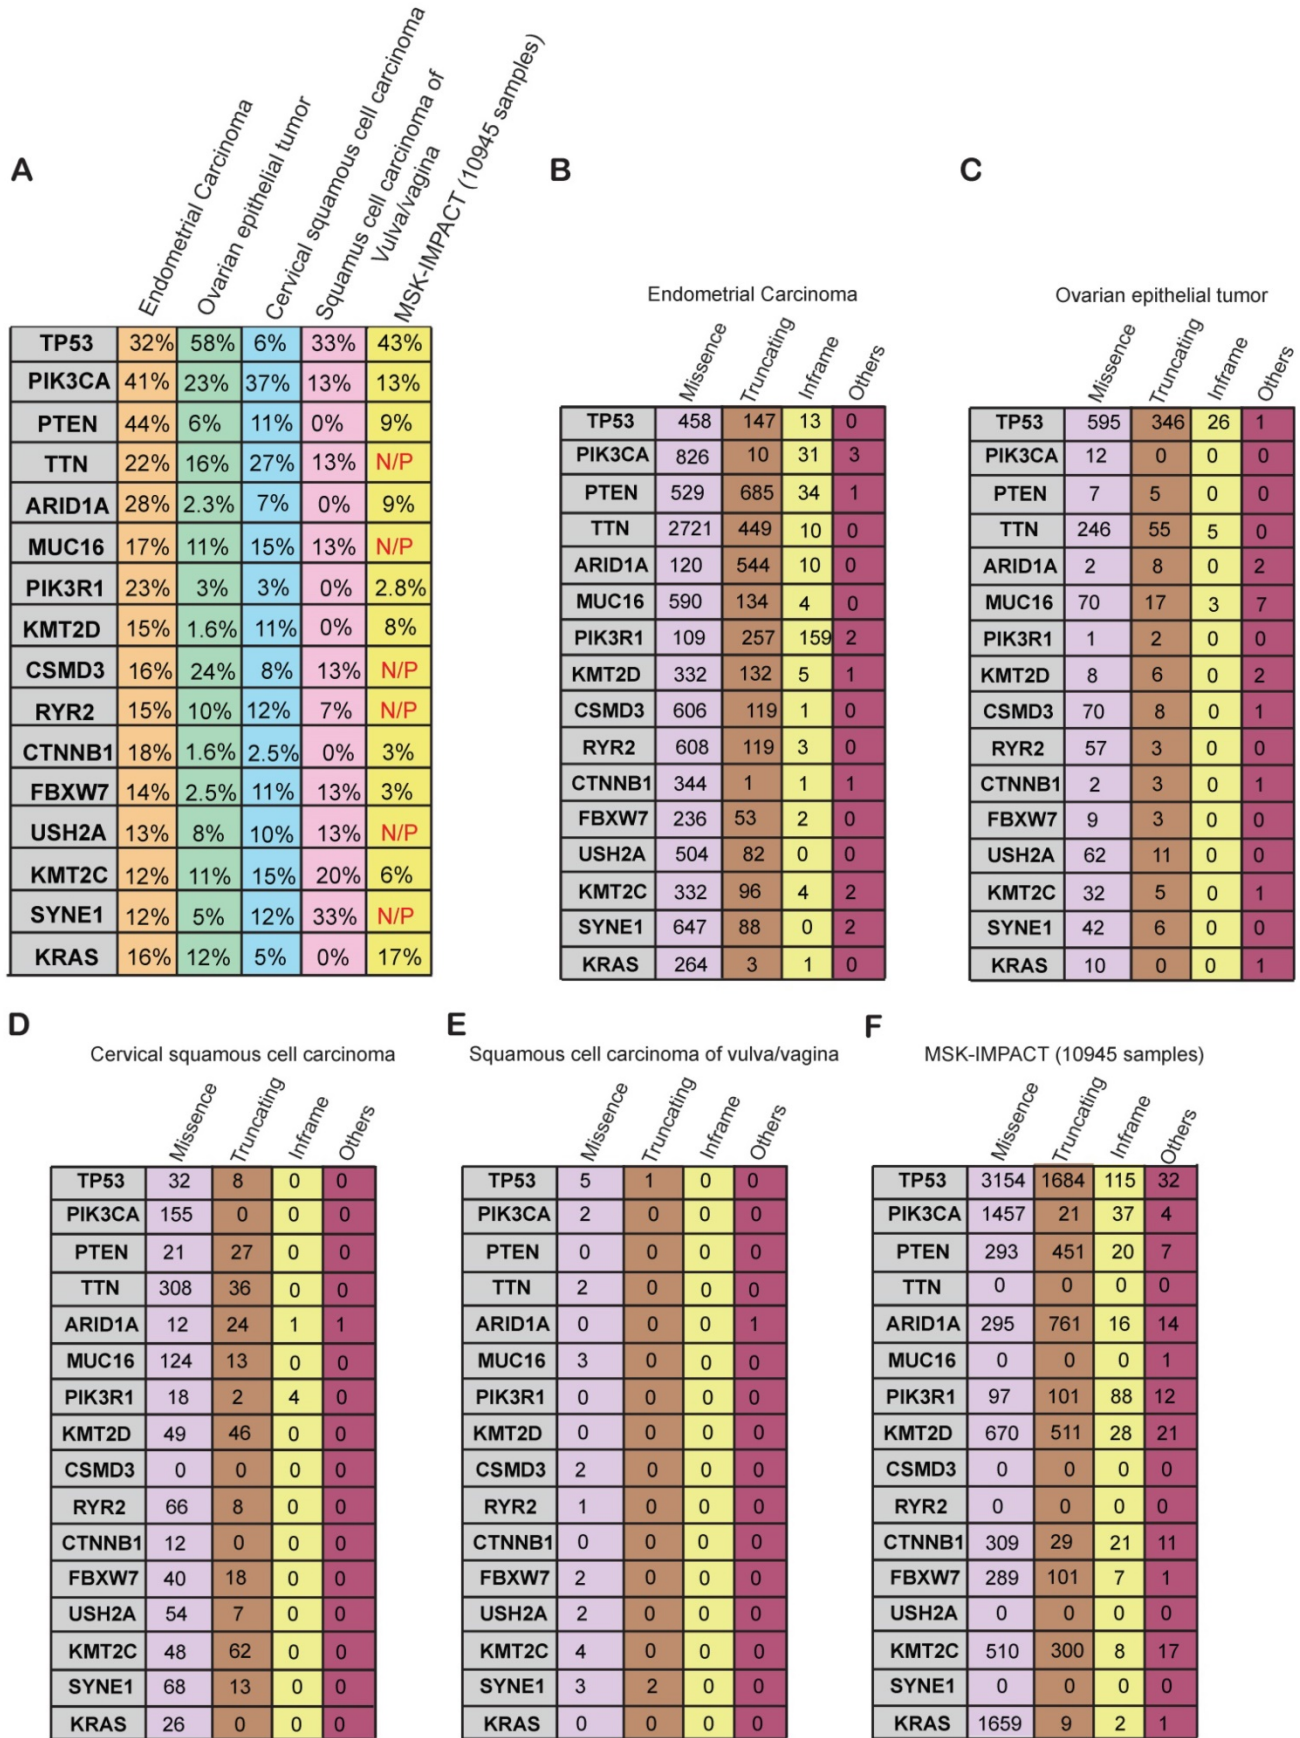 A
Endometrial Carcinoma
Ovarian epithelial tumor
Cervical squamous cell carcinoma
Squamus cell carcinoma of
Vulva/vagina
MSK-IMPACT (10945 samples)
TP53 32% 58% 6% 33% 43%
PIK3CA 41% 23% 37% 13% 13%
PTEN 44% 6% 11% 0% 9%
TTN 22% 16% 27% 13% N/P
ARID1A 28% 2.3% 7% 0% 9%
MUC16 17% 11% 15% 13% N/P
PIK3R1 23% 3% 3% 0% 2.8%
KMT2D 15% 1.6% 11% 0% 8%
CSMD3 16% 24% 8% 13% N/P
RYR2 15% 10% 12% 7% N/P
CTNNB1 18% 1.6% 2.5% 0% 3%
FBXW7 14% 2.5% 11% 13% 3%
USH2A 13% 8% 10% 13% N/P
KMT2C 12% 11% 15% 20% 6%
SYNE1 12% 5% 12% 33% N/P
KRAS 16% 12% 5% 0% 17%
B
Endometrial Carcinoma
Missence Truncating Inframe Others
TP53 458 147 13 0
PIK3CA 826 10 31 3
PTEN 529 685 34 1
TTN 2721 449 10 0
ARID1A 120 544 10 0
MUC16 590 134 4 0
PIK3R1 109 257 159 2
KMT2D 332 132 5 1
CSMD3 606 119 1 0
RYR2 608 119 3 0
CTNNB1 344 1 1 1
FBXW7 236 53 2 0
USH2A 504 82 0 0
KMT2C 332 96 4 2
SYNE1 647 88 0 2
KRAS 264 3 1 0
C
Ovarian epithelial tumor
Missence Truncating Inframe Others
TP53 595 346 26 1
PIK3CA 12 0 0 0
PTEN 7 5 0 0
TTN 246 55 5 0
ARID1A 2 8 0 2
MUC16 70 17 3 7
PIK3R1 1 2 0 0
KMT2D 8 6 0 2
CSMD3 70 8 0 1
RYR2 57 3 0 0
CTNNB1 2 3 0 1
FBXW7 9 3 0 0
USH2A 62 11 0 0
KMT2C 32 5 0 1
SYNE1 42 6 0 0
KRAS 10 0 0 1
D
Cervical squamous cell carcinoma
Missence Truncating Inframe Others
TP53 32 8 0 0
PIK3CA 155 0 0 0
PTEN 21 27 0 0
TTN 308 36 0 0
ARID1A 12 24 1 1
MUC16 124 13 0 0
PIK3R1 18 2 4 0
KMT2D 49 46 0 0
CSMD3 0 0 0 0
RYR2 66 8 0 0
CTNNB1 12 0 0 0
FBXW7 40 18 0 0
USH2A 54 7 0 0
KMT2C 48 62 0 0
SYNE1 68 13 0 0
KRAS 26 0 0 0
E
Squamous cell carcinoma of vulva/vagina
Missence Truncating Inframe Others
TP53 5 1 0 0
PIK3CA 2 0 0 0
PTEN 0 0 0 0
TTN 2 0 0 0
ARID1A 0 0 0 1
MUC16 3 0 0 0
PIK3R1 0 0 0 0
KMT2D 0 0 0 0
CSMD3 2 0 0 0
RYR2 1 0 0 0
CTNNB1 0 0 0 0
FBXW7 2 0 0 0
USH2A 2 0 0 0
KMT2C 4 0 0 0
SYNE1 3 2 0 0
KRAS 0 0 0 0
F
MSK-IMPACT (10945 samples)
Missence Truncating Inframe Others
TP53 3154 1684 115 32
PIK3CA 1457 21 37 4
PTEN 293 451 20 7
TTN 0 0 0 0
ARID1A 295 761 16 14
MUC16 0 0 0 1
PIK3R1 97 101 88 12
KMT2D 670 511 28 21
CSMD3 0 0 0 0
RYR2 0 0 0 0
CTNNB1 309 29 21 11
FBXW7 289 101 7 1
USH2A 0 0 0 0
KMT2C 510 300 8 17
SYNE1 0 0 0 0
KRAS 1659 9 2 1